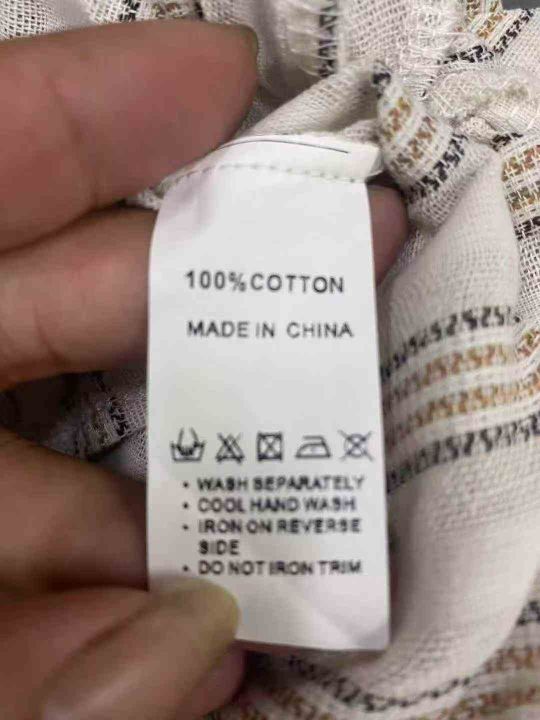 100%COTTON
MADE IN CHINA
• WASH SEPARATELY
• COOL HAND WASH
• IRON ON REVERSE
SIDE
• DO NOT IRON TRIM